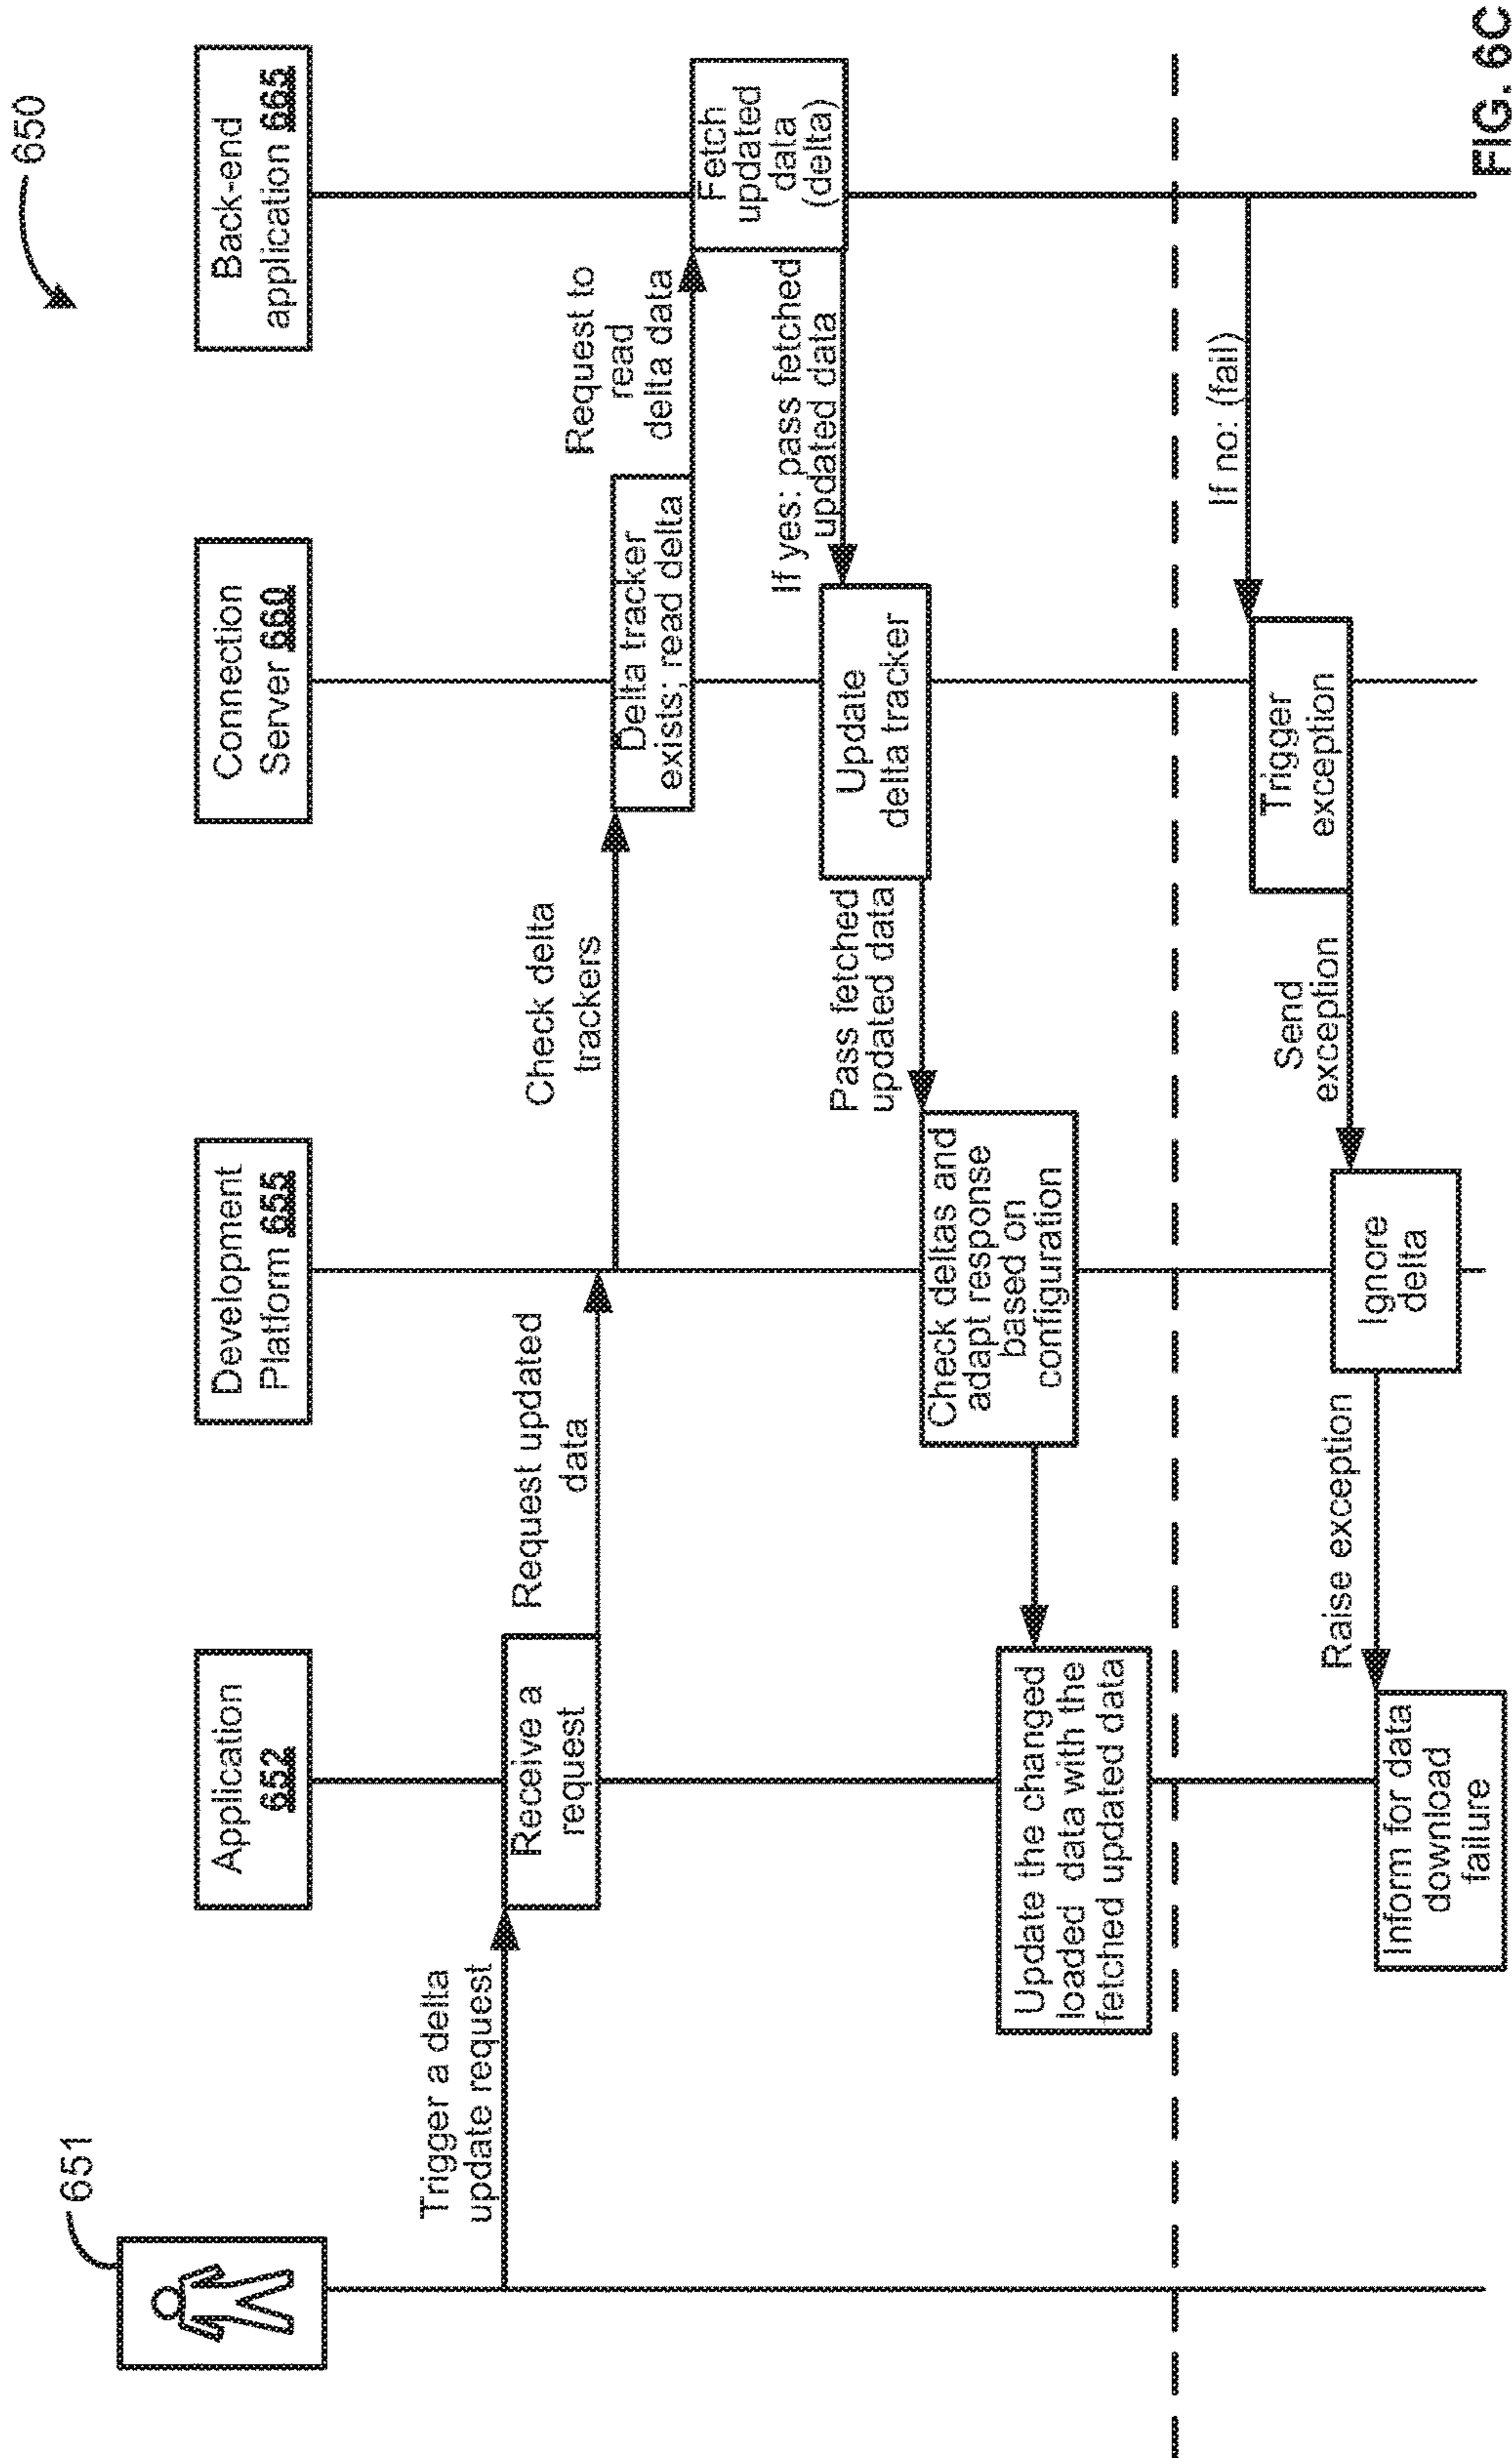 650
651
Application
652
Development
Platform 655
Connection
Server 660
Back-end
application 665
Trigger a delta
update request
Receive a
request
Request updated
data
Check delta
trackers
Delta tracker
exists; read delta
Request to
read
delta data
Fetch
updated
data
(delta)
If yes: pass fetched
updated data
Update
delta tracker
Pass fetched
updated data
Check deltas and
adapt response
based on
configuration
Update the changed
loaded data with the
fetched updated data
If no: (fail)
Trigger
exception
Send
exception
Ignore
delta
Raise exception
Inform for data
download
failure
FIG. 6C